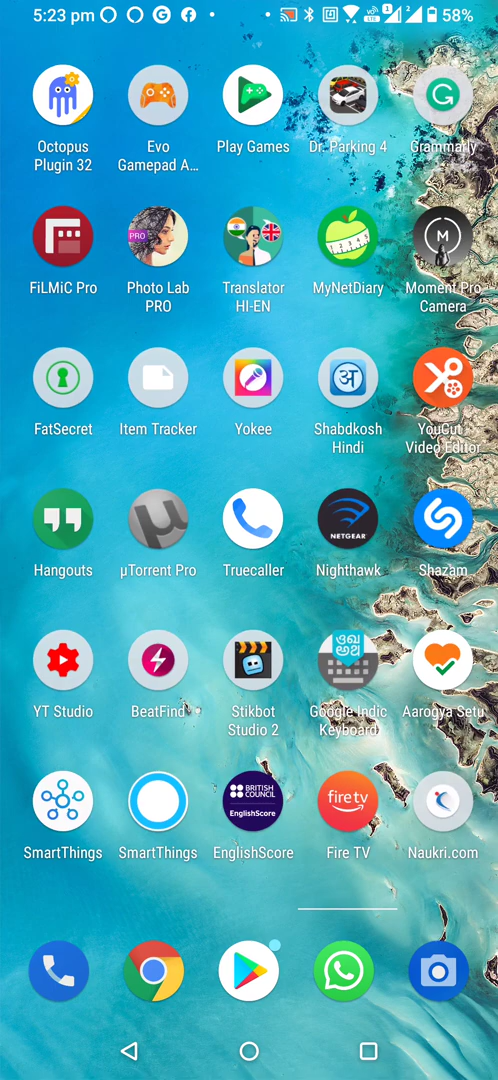 5:23 pm
58%
Octopus Plugin 32
Evo Gamepad A...
Play Games
Dr. Parking 4
Grammarly
PRO
M
FiLMiC Pro
Photo Lab PRO
Translator HI-EN
MyNetDiary
Moment Pro Camera
अ
FatSecret
Item Tracker
Yokee
Shabdkosh Hindi
YouCut Video Editor
µ
NETGEAR
Hangouts
µTorrent Pro
Truecaller
Nighthawk
Shazam
YT Studio
BeatFind
Stikbot Studio 2
Google Indic Keyboard
Aarogya Setu
BRITISH COUNCIL
EnglishScore
firetv
SmartThings
SmartThings
EnglishScore
Fire TV
Naukri.com